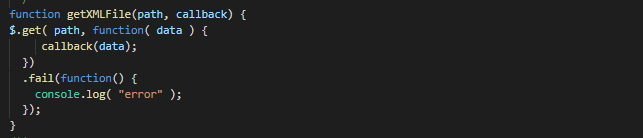 function getXMLFile(path, callback) {
$.get( path, function( data ) {
callback(data);
})
.fail(function() {
console.log( "error" );
});
}